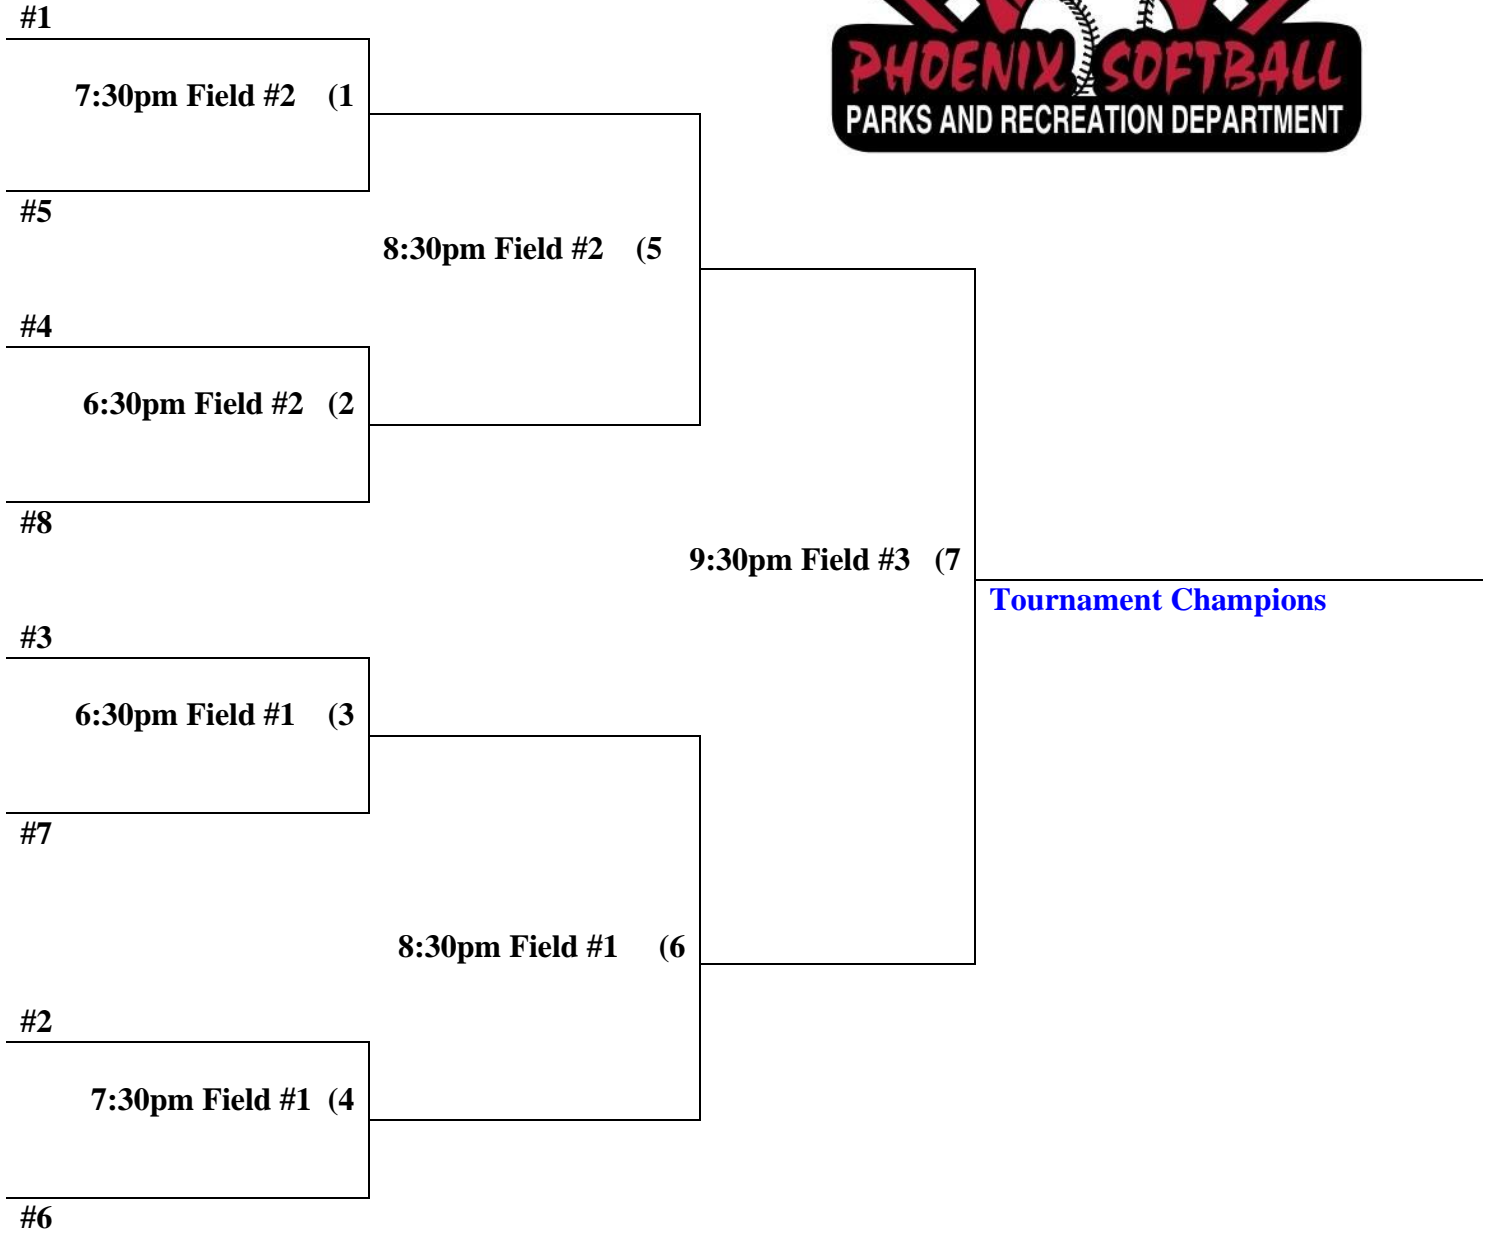 #1
PHOENIX SOFTBALL
7:30pm Field #2 (1
PARKS AND RECREATION DEPARTMENT
#5
8:30pm Field #2 (5
#4
6:30pm Field #2 (2
#8
9:30pm Field #3 (7
Tournament Champions
#3
6:30pm Field #1 (3
#7
8:30pm Field #1 (6
#2
7:30pm Field #1 (4
#6